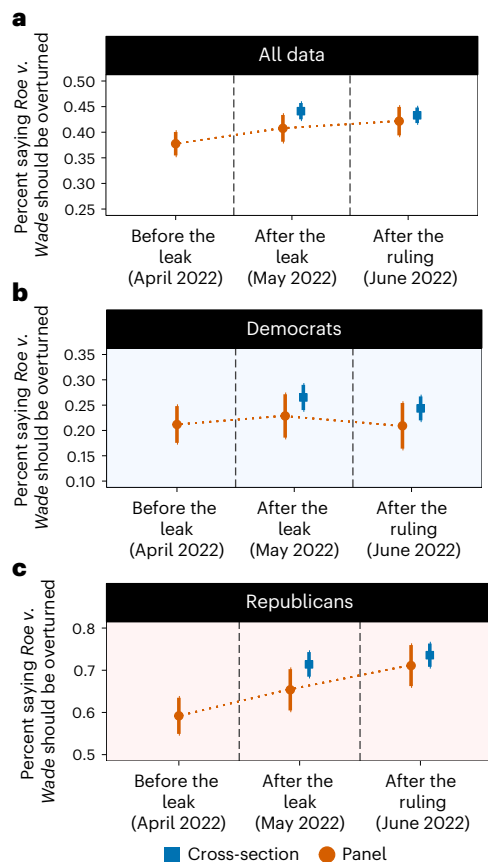 a
All data
Percent saying Roe v.
Wade should be overturned
0.50
0.45
0.40
0.35
0.30
0.25
Before the
leak
(April 2022)
After the
leak
(May 2022)
After the
ruling
(June 2022)
b
Democrats
Percent saying Roe v.
Wade should be overturned
0.35
0.30
0.25
0.20
0.15
0.10
Before the
leak
(April 2022)
After the
leak
(May 2022)
After the
ruling
(June 2022)
c
Republicans
Percent saying Roe v.
Wade should be overturned
0.8
0.7
0.6
0.5
Before the
leak
(April 2022)
After the
leak
(May 2022)
After the
ruling
(June 2022)
Cross-section
Panel